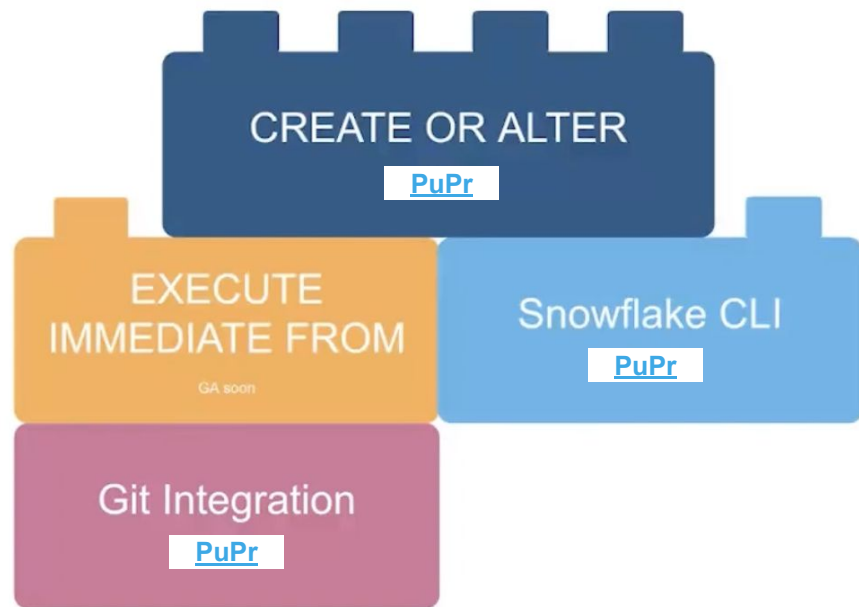 CREATE OR ALTER
PuPr
EXECUTE
IMMEDIATE FROM
GA soon
Snowflake CLI
PuPr
Git Integration
PuPr